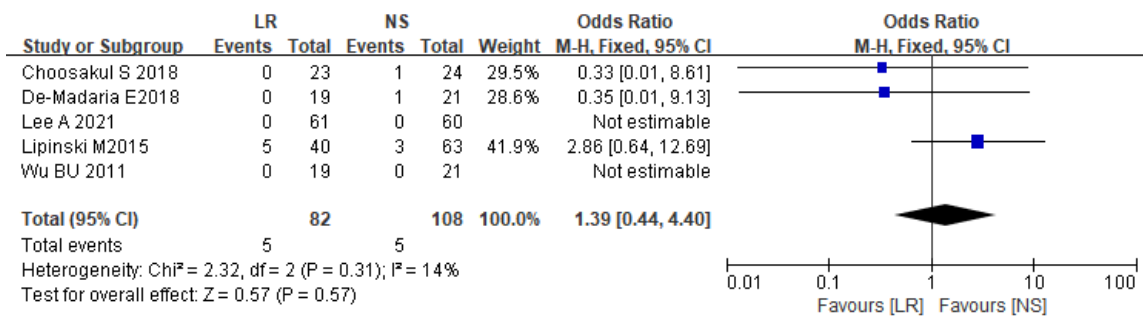 LR NS Odds Ratio Odds Ratio
Study or Subgroup Events Total Events Total Weight M-H, Fixed, 95% CI M-H, Fixed, 95% CI
Choosakul S 2018 0 23 1 24 29.5% 0.33 [0.01, 8.61]
De-Madaria E2018 0 19 1 21 28.6% 0.35 [0.01, 9.13]
Lee A 2021 0 61 0 60 Not estimable
Lipinski M2015 5 40 3 63 41.9% 2.86 [0.64, 12.69]
Wu BU 2011 0 19 0 21 Not estimable
Total (95% CI) 82 108 100.0% 1.39 [0.44, 4.40]
Total events 5 5
Heterogeneity: Chi² = 2.32, df = 2 (P = 0.31); I² = 14%
Test for overall effect: Z = 0.57 (P = 0.57)
0.01 0.1 1 10 100
Favours [LR] Favours [NS]